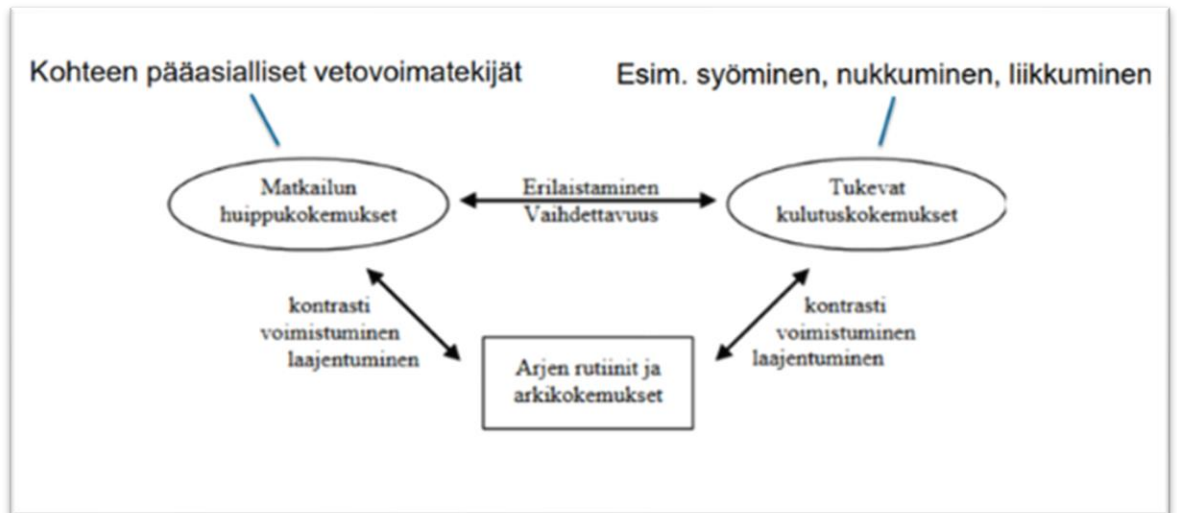 Kohteen pääasialliset vetovoimatekijät
Esim. syöminen, nukkuminen, liikkuminen
Matkailun
huippukokemukset
Erilaistaminen
Vaihdettavuus
Tukevat
kulutuskokemukset
kontrasti
voimistuminen
laajentuminen
kontrasti
voimistuminen
laajentuminen
Arjen rutiinit ja
arkikokemukset